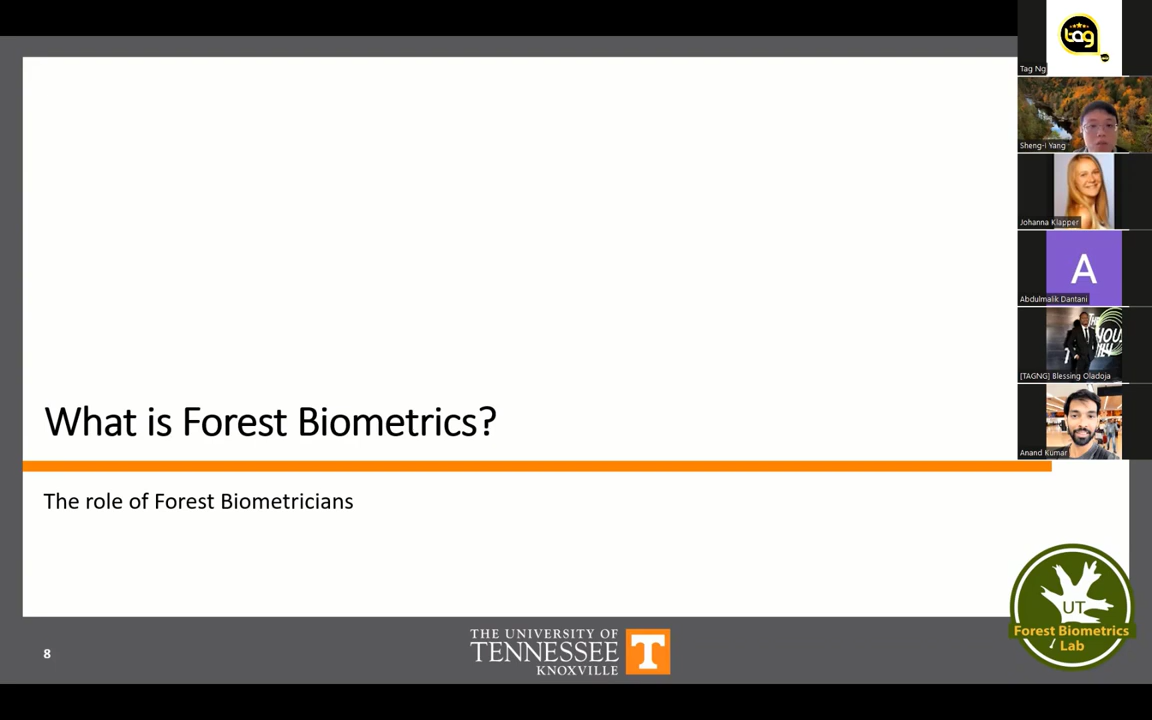 tag
Tag Ng
Sheng-i Yang
Johanna Klapper
A
Abdulmalik Dantani
[TAGNG] Blessing Oladoja
Anand Kumar
What is Forest Biometrics?
The role of Forest Biometricians
8
THE UNIVERSITY OF
TENNESSEE
KNOXVILLE
T
UT
Forest Biometrics
Lab